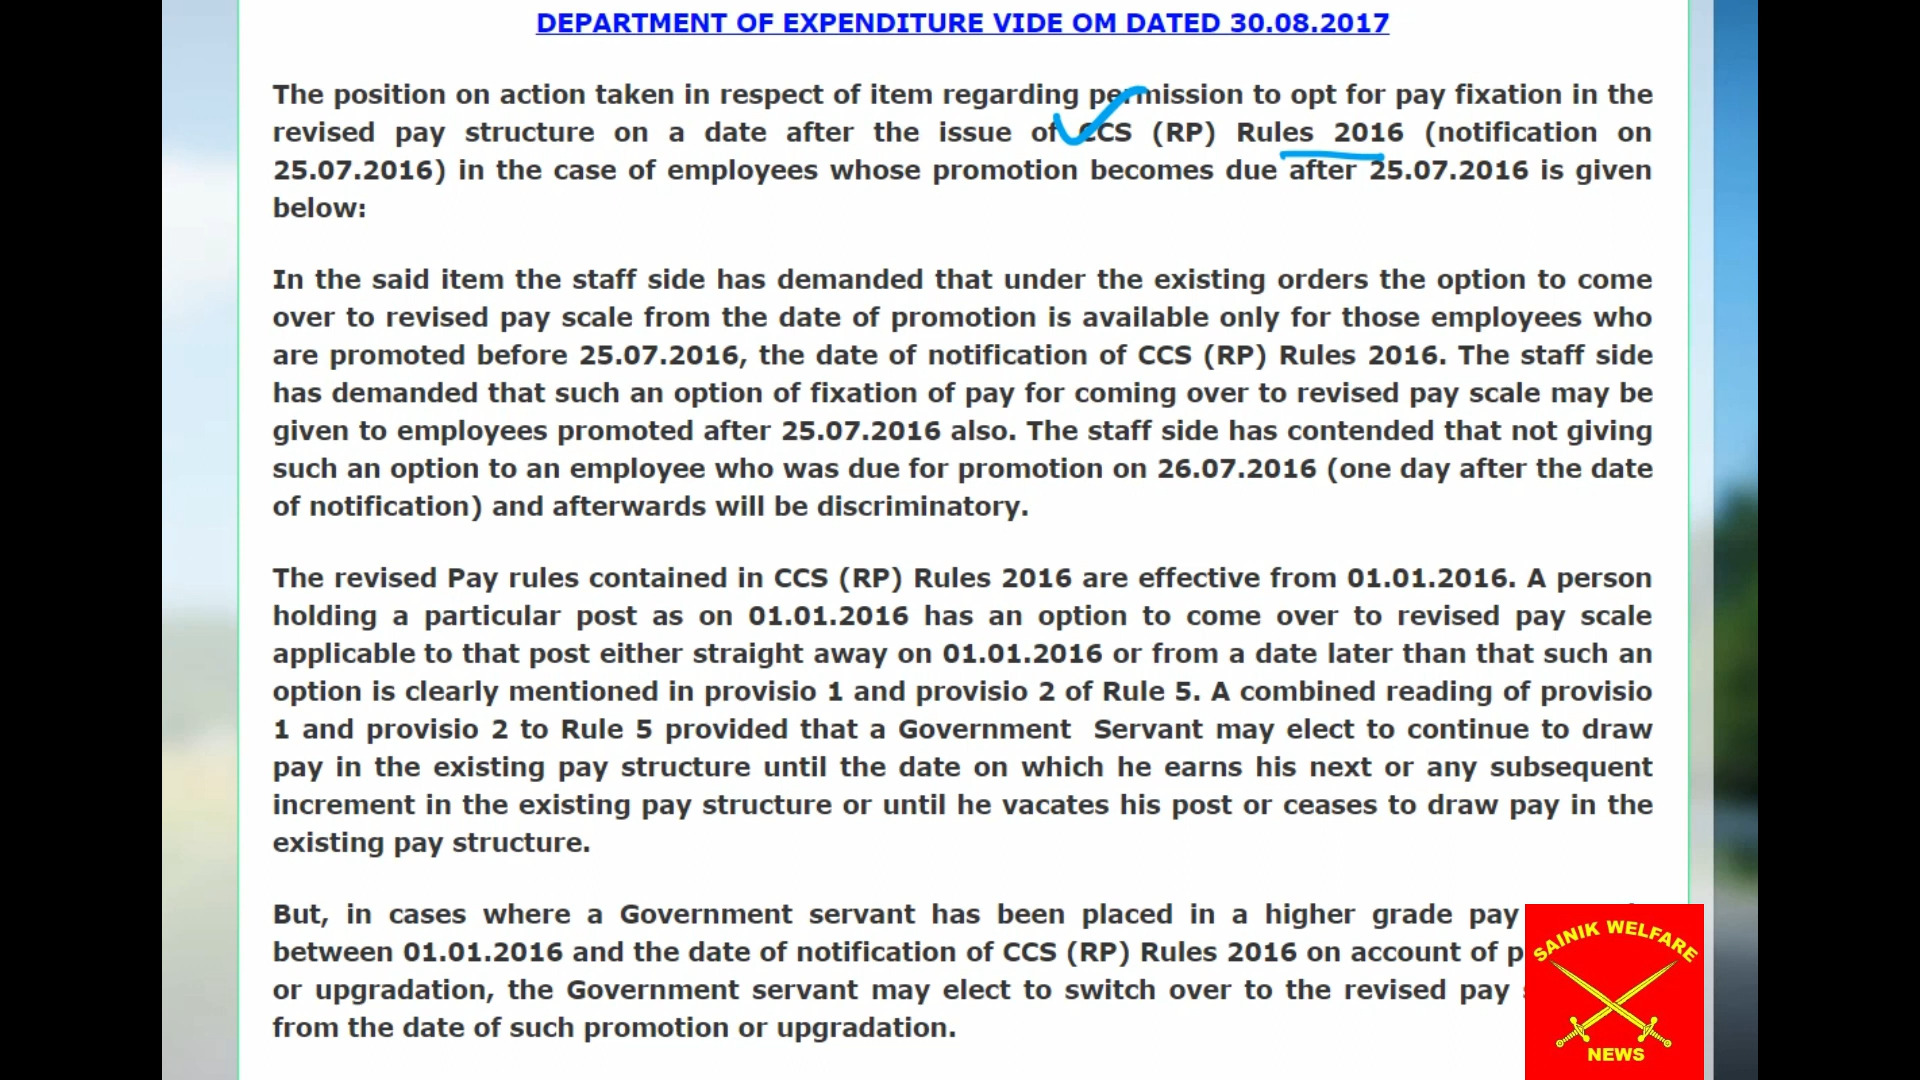 DEPARTMENT OF EXPENDITURE VIDE OM DATED 30.08.2017
The position on action taken in respect of item regarding permission to opt for pay fixation in the
revised pay structure on a date after the issue of CCS (RP) Rules 2016 (notification on
25.07.2016) in the case of employees whose promotion becomes due after 25.07.2016 is given
below:
In the said item the staff side has demanded that under the existing orders the option to come
over to revised pay scale from the date of promotion is available only for those employees who
are promoted before 25.07.2016, the date of notification of CCS (RP) Rules 2016. The staff side
has demanded that such an option of fixation of pay for coming over to revised pay scale may be
given to employees promoted after 25.07.2016 also. The staff side has contended that not giving
such an option to an employee who was due for promotion on 26.07.2016 (one day after the date
of notification) and afterwards will be discriminatory.
The revised Pay rules contained in CCS (RP) Rules 2016 are effective from 01.01.2016. A person
holding a particular post as on 01.01.2016 has an option to come over to revised pay scale
applicable to that post either straight away on 01.01.2016 or from a date later than that such an
option is clearly mentioned in provisio 1 and provisio 2 of Rule 5. A combined reading of provisio
1 and provisio 2 to Rule 5 provided that a Government Servant may elect to continue to draw
pay in the existing pay structure until the date on which he earns his next or any subsequent
increment in the existing pay structure or until he vacates his post or ceases to draw pay in the
existing pay structure.
But, in cases where a Government servant has been placed in a higher grade pay
between 01.01.2016 and the date of notification of CCS (RP) Rules 2016 on account of
or upgradation, the Government servant may elect to switch over to the revised pay
from the date of such promotion or upgradation.
SAINIK WELFARE
NEWS